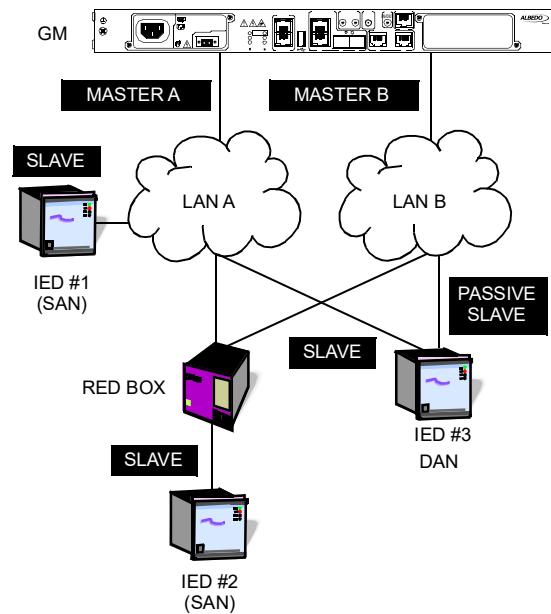 GM
ALBEDO
MASTER A
MASTER B
SLAVE
LAN A
LAN B
IED #1
(SAN)
PASSIVE
SLAVE
SLAVE
RED BOX
IED #3
DAN
SLAVE
IED #2
(SAN)